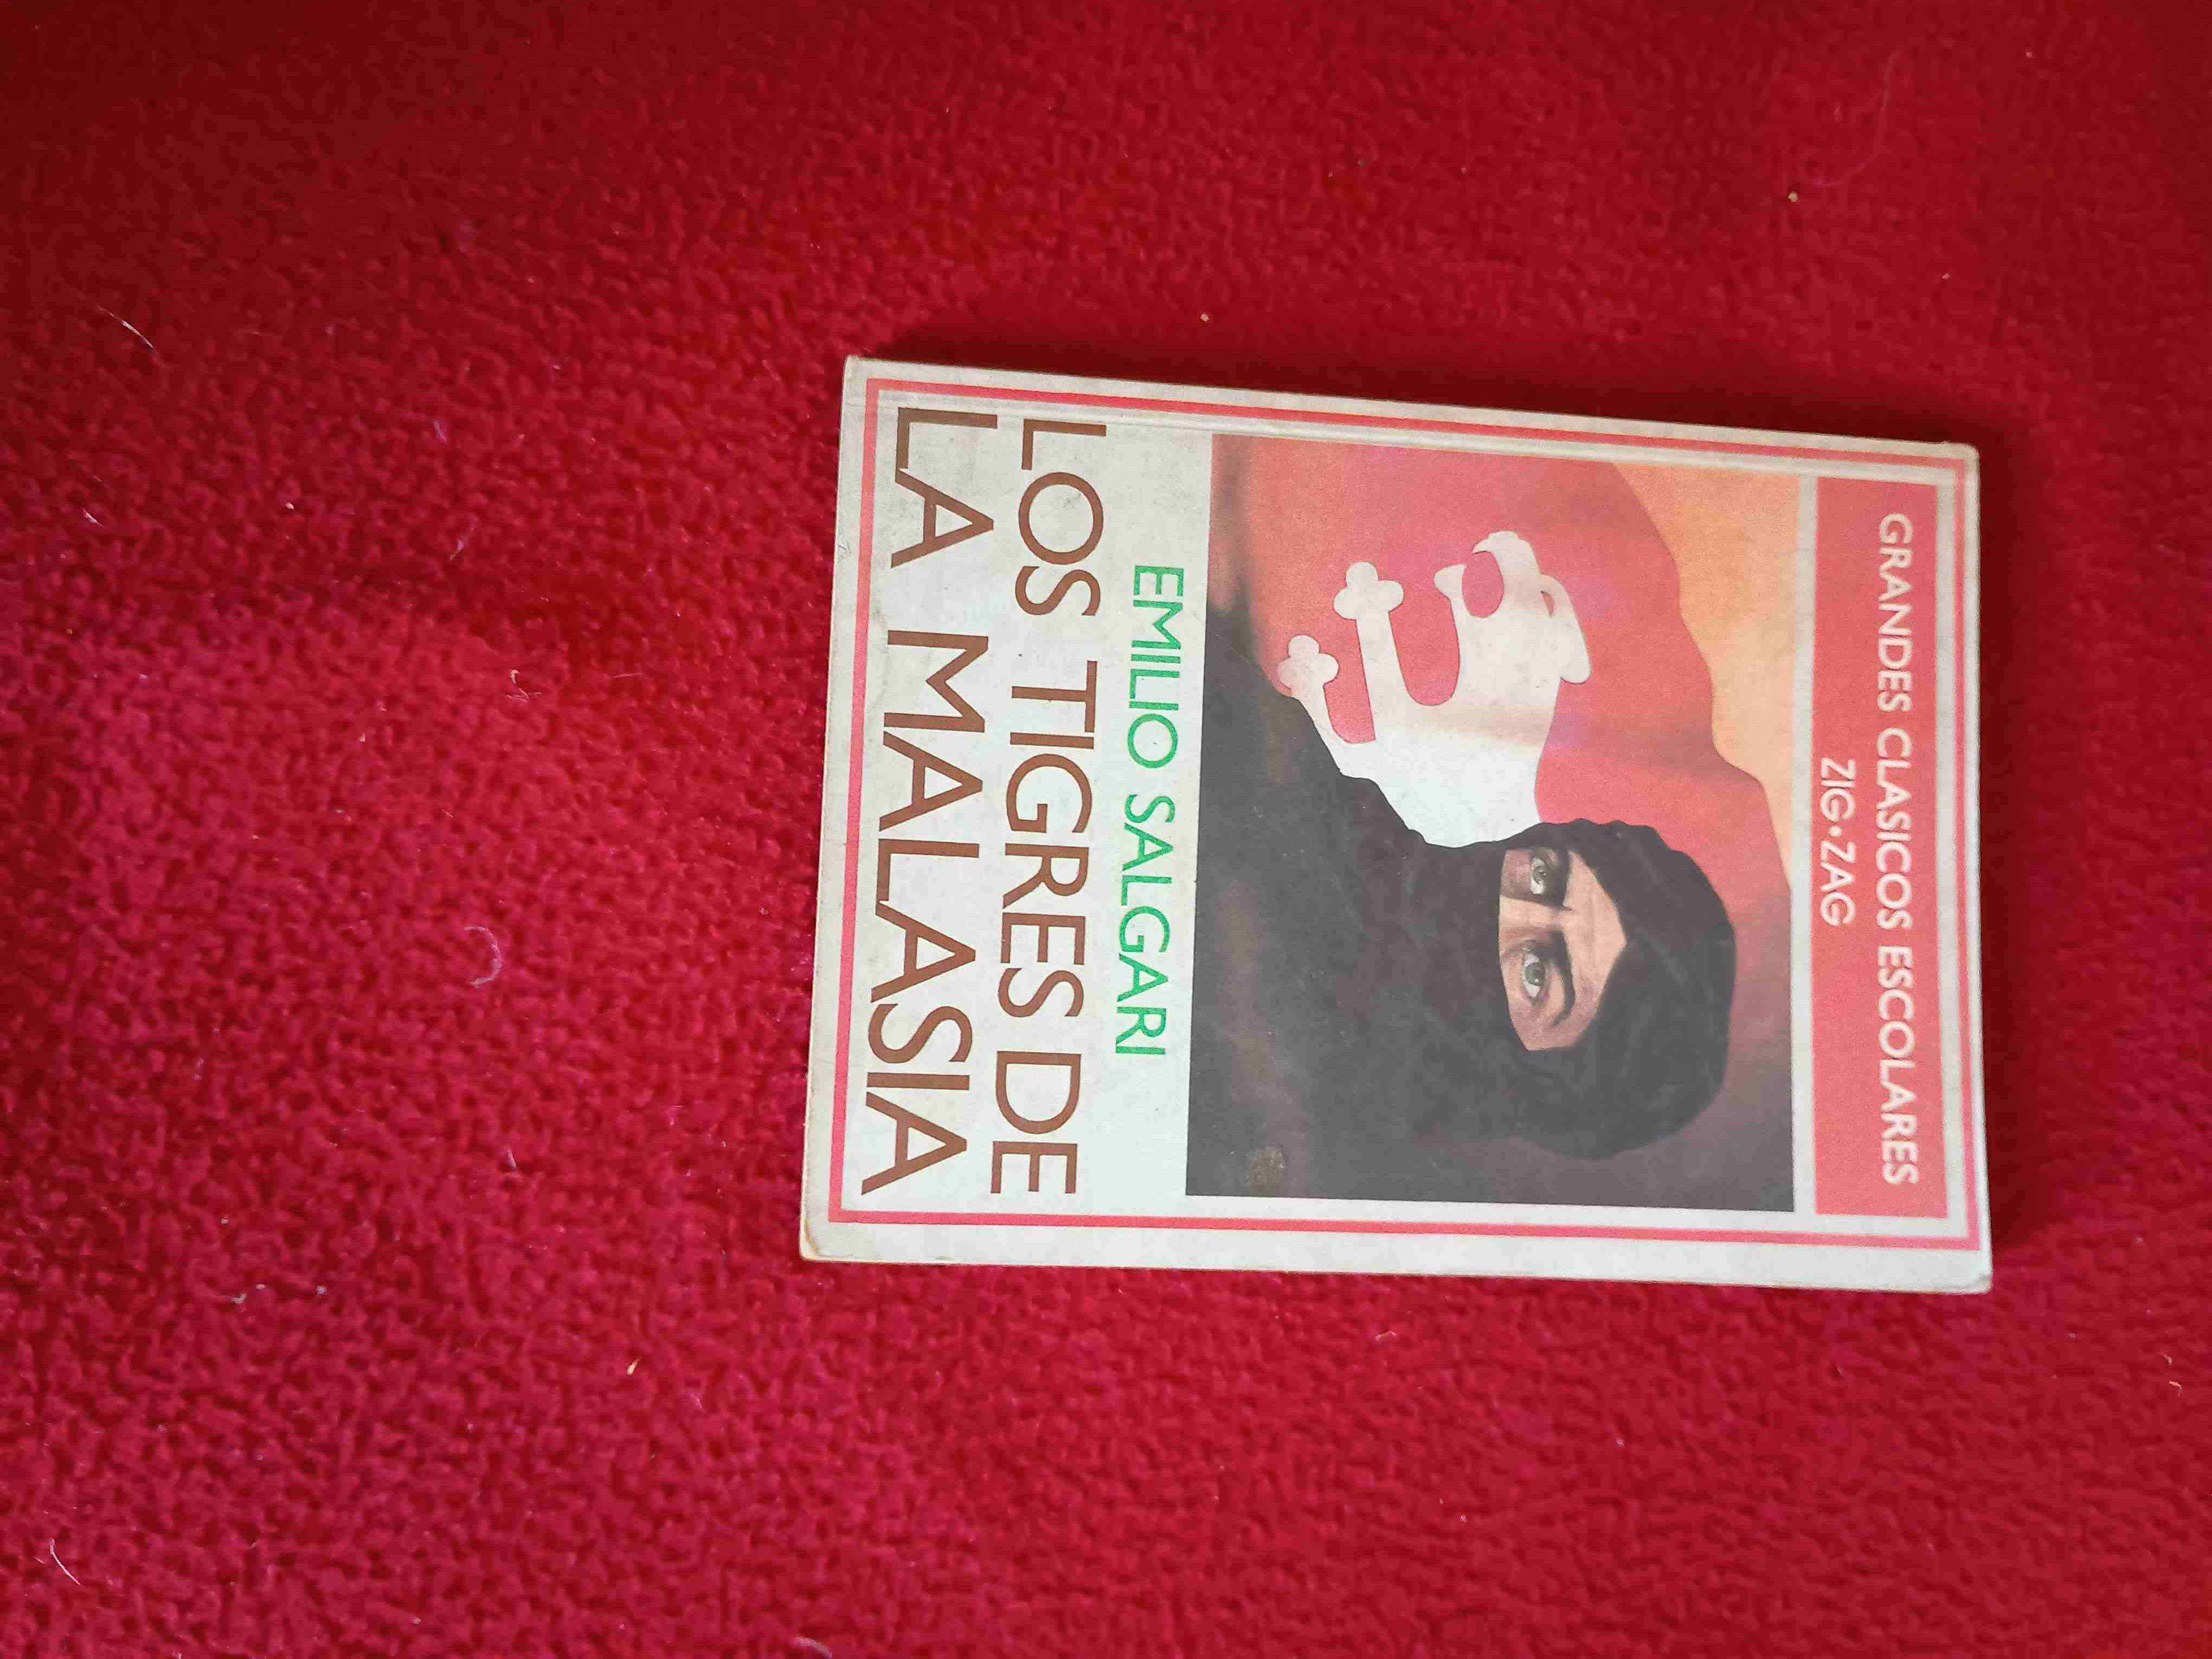 GRANDES CLASICOS ESCOLARES
ZIG•ZAG
EMILIO SALGARI
LOS TIGRES DE
LA MALASIA